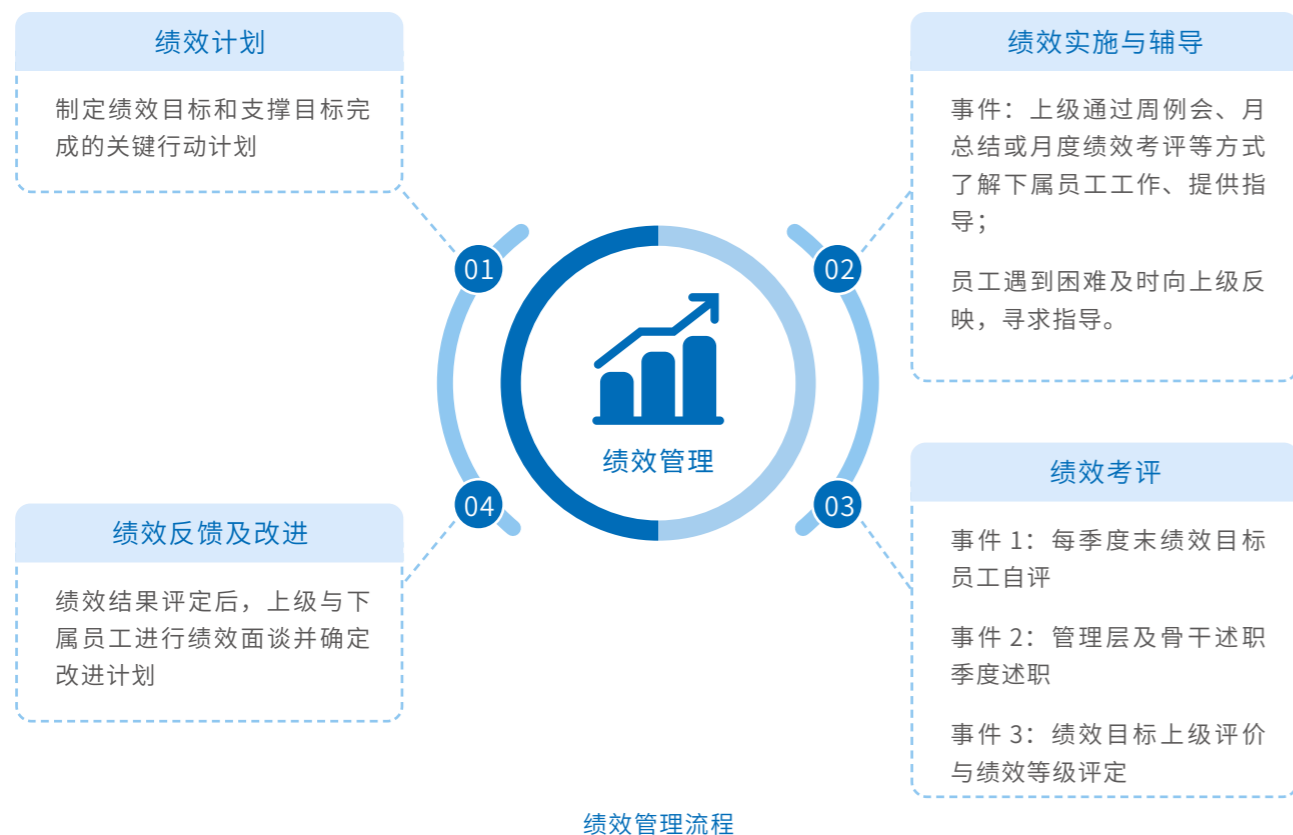 绩效计划
制定绩效目标和支撑目标完
成的关键行动计划
01
绩效实施与辅导
事件：上级通过周例会、月
总结或月度绩效考评等方式
了解下属员工工作、提供指
导；
员工遇到困难及时向上级反
映，寻求指导。
02
绩效管理
绩效考评
事件 1：每季度末绩效目标
员工自评
事件 2：管理层及骨干述职
季度述职
事件 3：绩效目标上级评价
与绩效等级评定
03
绩效反馈及改进
绩效结果评定后，上级与下
属员工进行绩效面谈并确定
改进计划
04
绩效管理流程